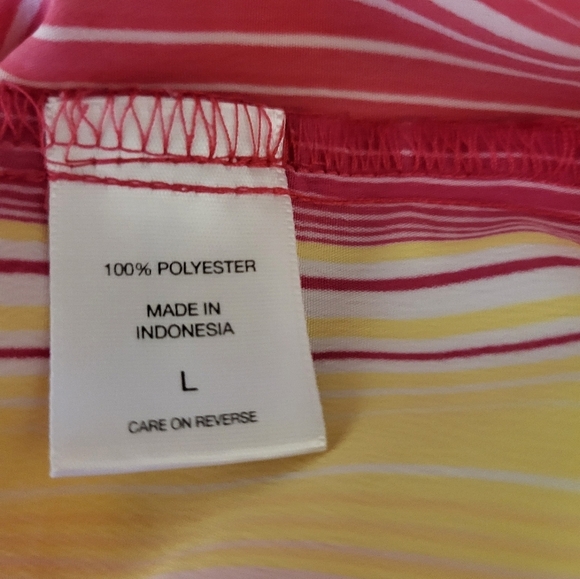 100% POLYESTER
MADE IN
INDONESIA
L
CARE ON REVERSE